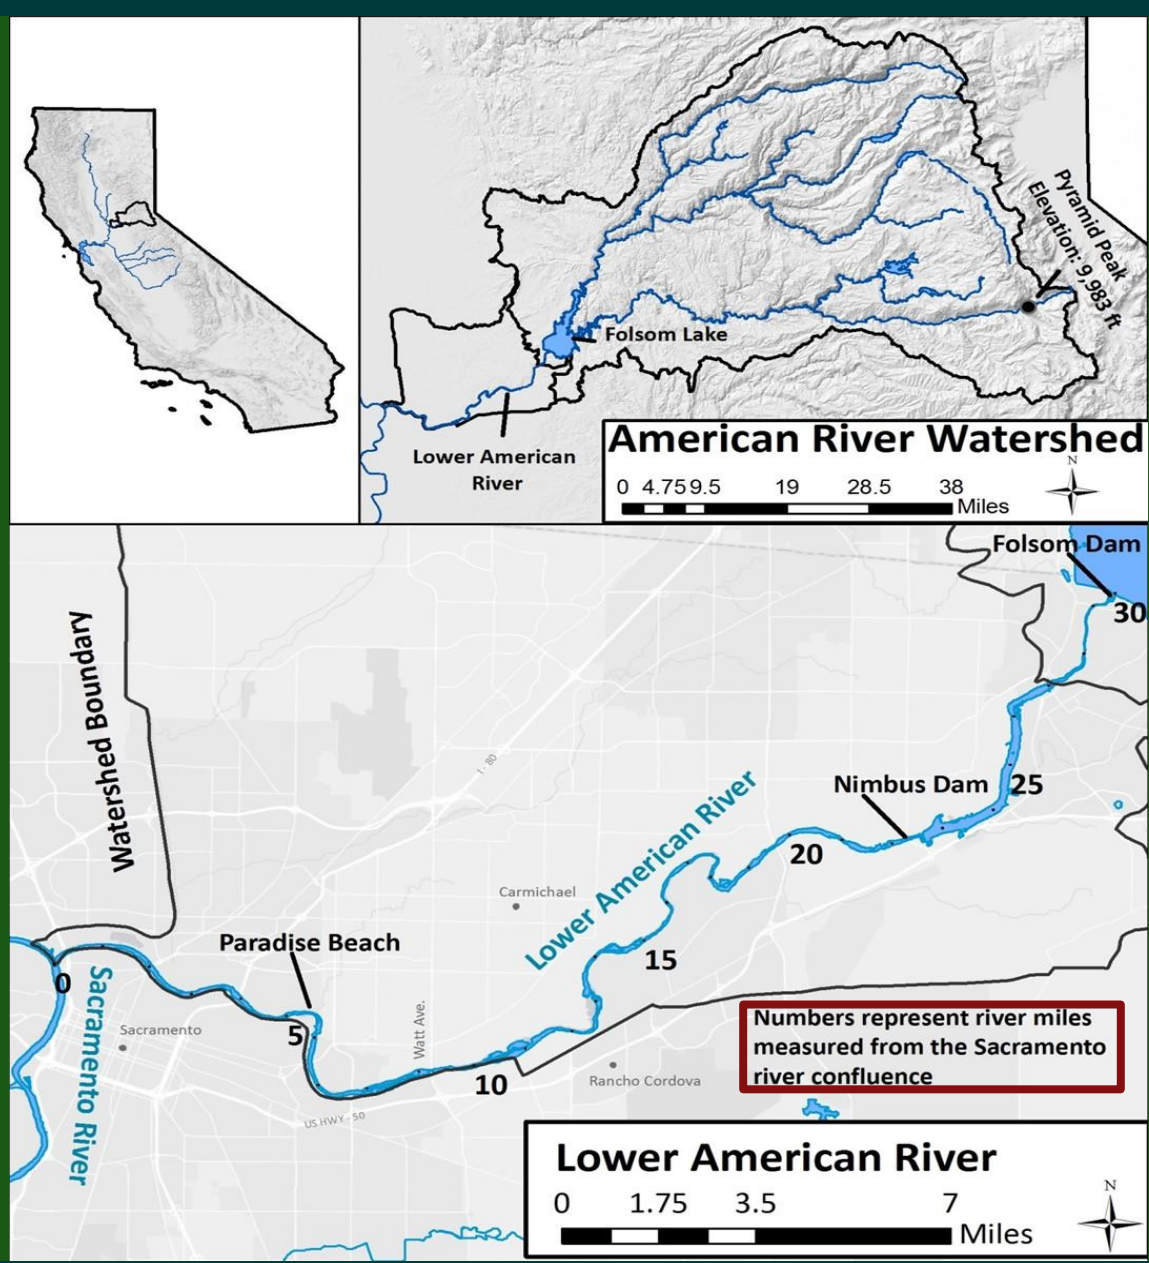 Pyramid Peak
Elevation: 9,983 ft
Folsom Lake
Lower American
River
American River Watershed
0 4.75 9.5 19 28.5 38
Miles
N
Folsom Dam
30
Watershed Boundary
I - 80
Nimbus Dam
25
Lower American River
20
Carmichael
Paradise Beach
15
0
Sacramento River
Sacramento
5
Watt Ave.
10
Rancho Cordova
US HWY - 50
Numbers represent river miles
measured from the Sacramento
river confluence
Lower American River
0 1.75 3.5 7
Miles
N